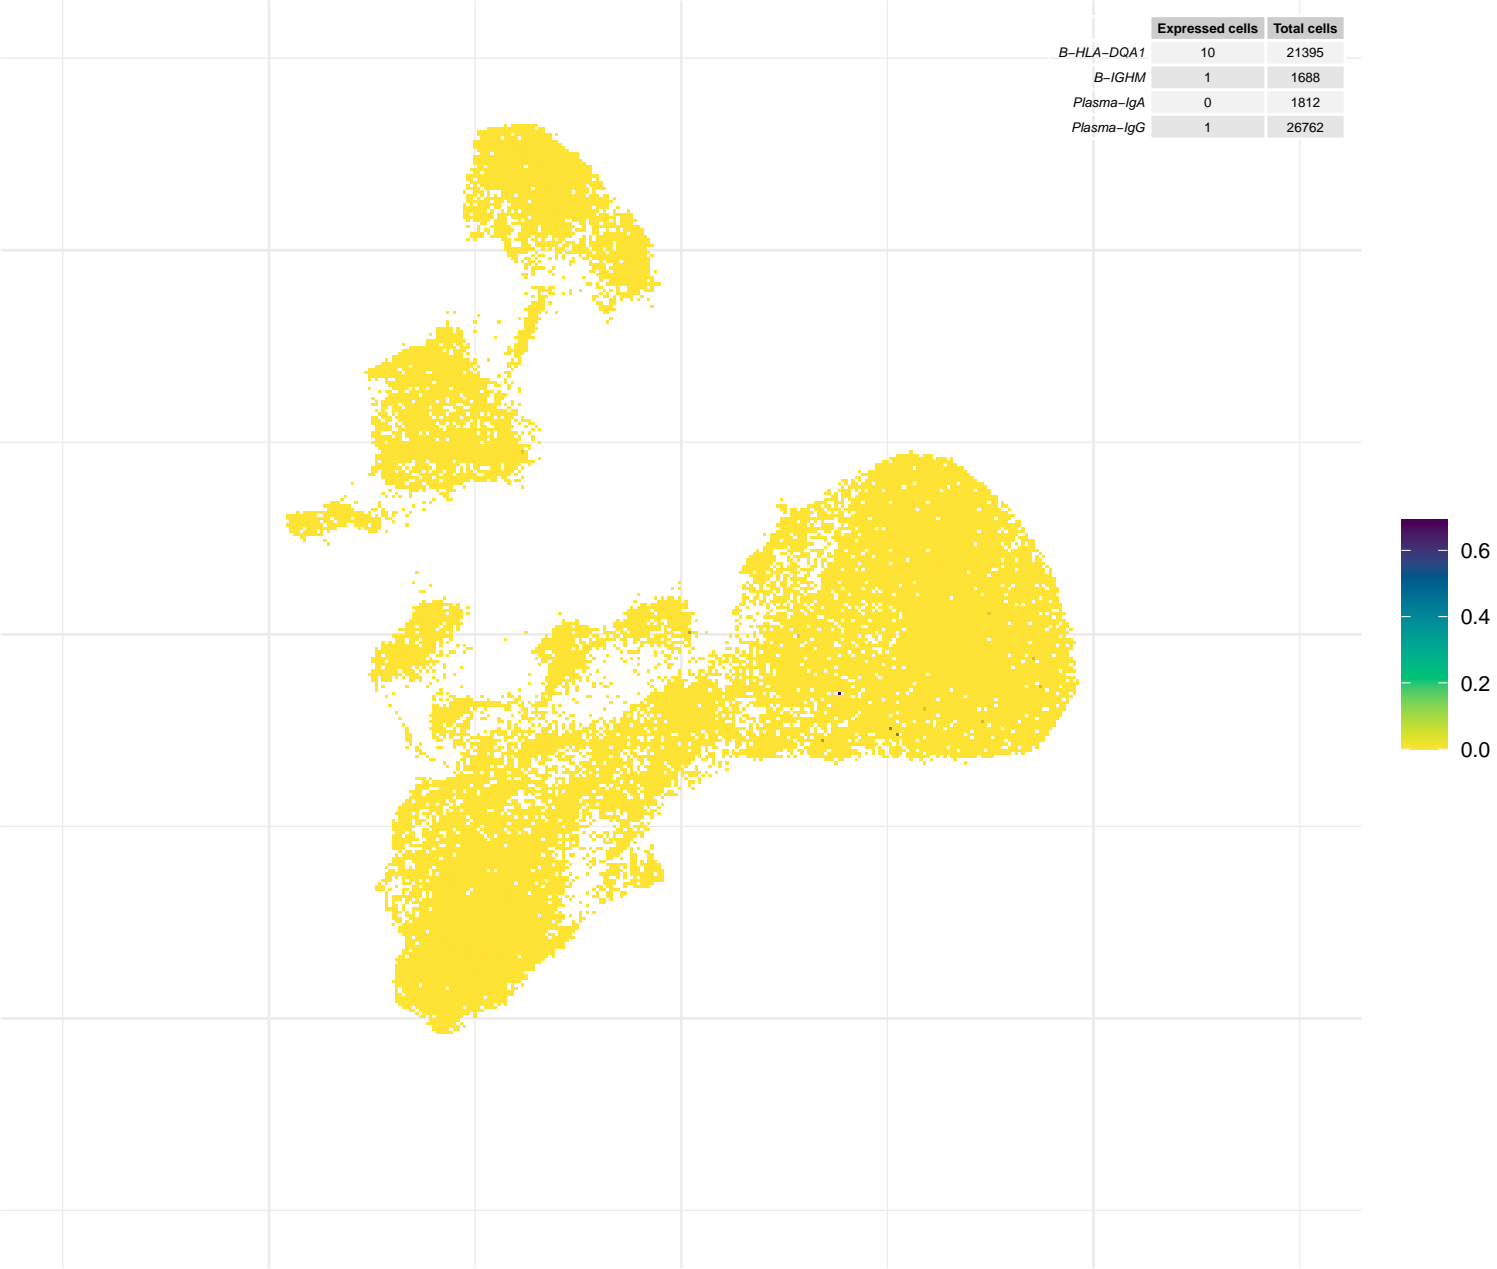 Expressed cells Total cells
B−HLA−DQA1 10 21395
B−IGHM 1 1688
Plasma−IgA 0 1812
Plasma−IgG 1 26762
0.6
0.4
0.2
0.0